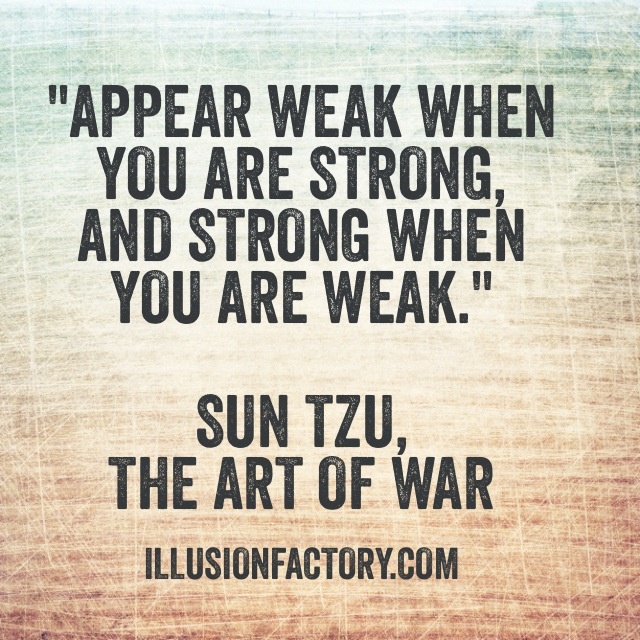 "APPEAR WEAK WHEN
YOU ARE STRONG,
AND STRONG WHEN
YOU ARE WEAK."
SUN TZU,
THE ART OF WAR
ILLUSIONFACTORY.COM